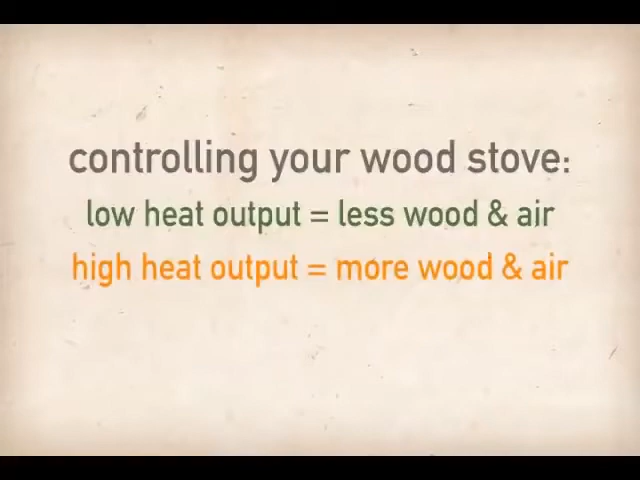 controlling your wood stove:
low heat output = less wood & air
high heat output = more wood & air